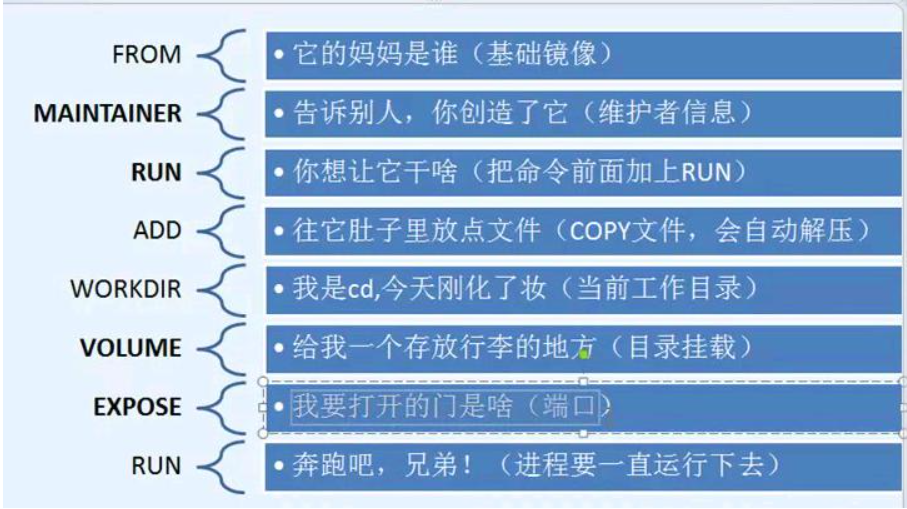 FROM
• 它的妈妈是谁（基础镜像）
MAINTAINER
• 告诉别人，你创造了它（维护者信息）
RUN
• 你想让它干啥（把命令前面加上RUN）
ADD
• 往它肚子里放点文件（COPY文件，会自动解压）
WORKDIR
• 我是cd,今天刚化了妆（当前工作目录）
VOLUME
• 给我一个存放行李的地方（目录挂载）
EXPOSE
• 我要打开的门是啥（端口）
RUN
• 奔跑吧，兄弟！（进程要一直运行下去）